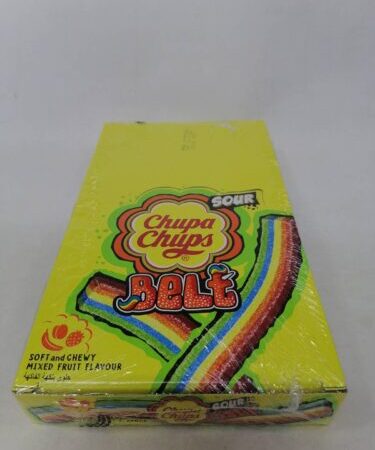 SOUR
Chupa
Chups
®
BELT
SOFT and CHEWY
MIXED FRUIT FLAVOUR
SOUR
Chupa
Chups